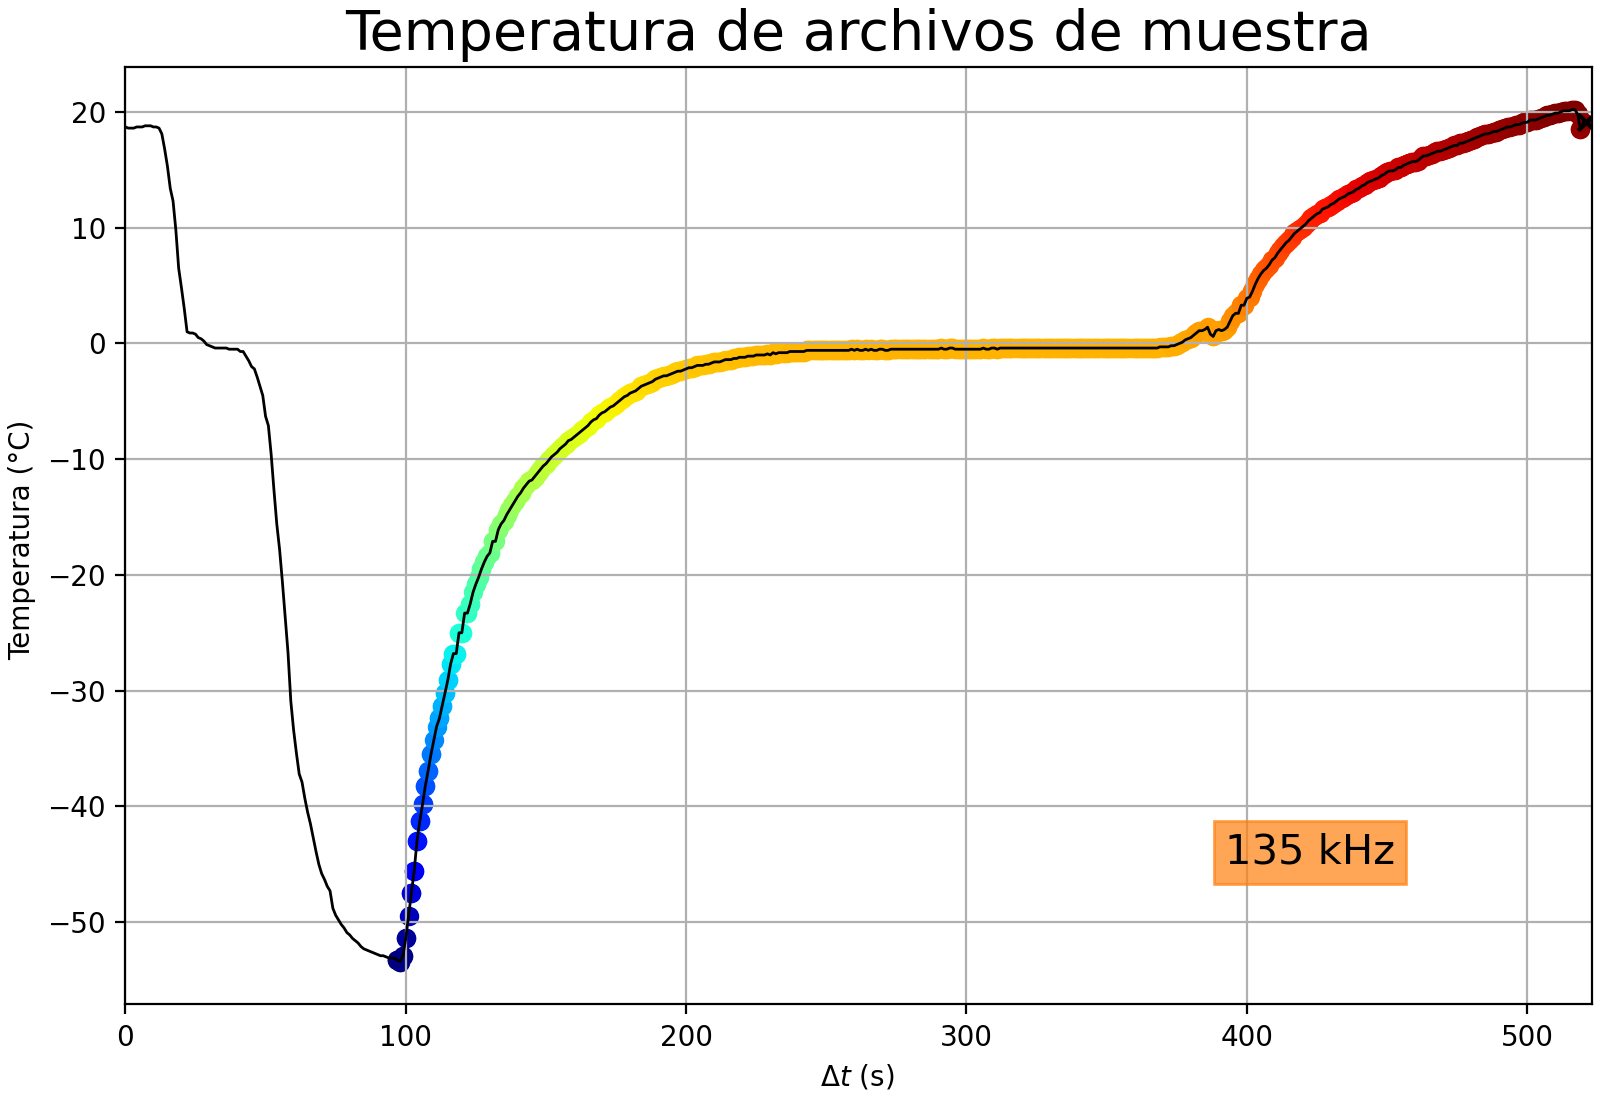 Temperatura de archivos de muestra
Temperatura (°C)
20
10
0
−10
−20
−30
−40
−50
135 kHz
0 100 200 300 400 500
Δt (s)